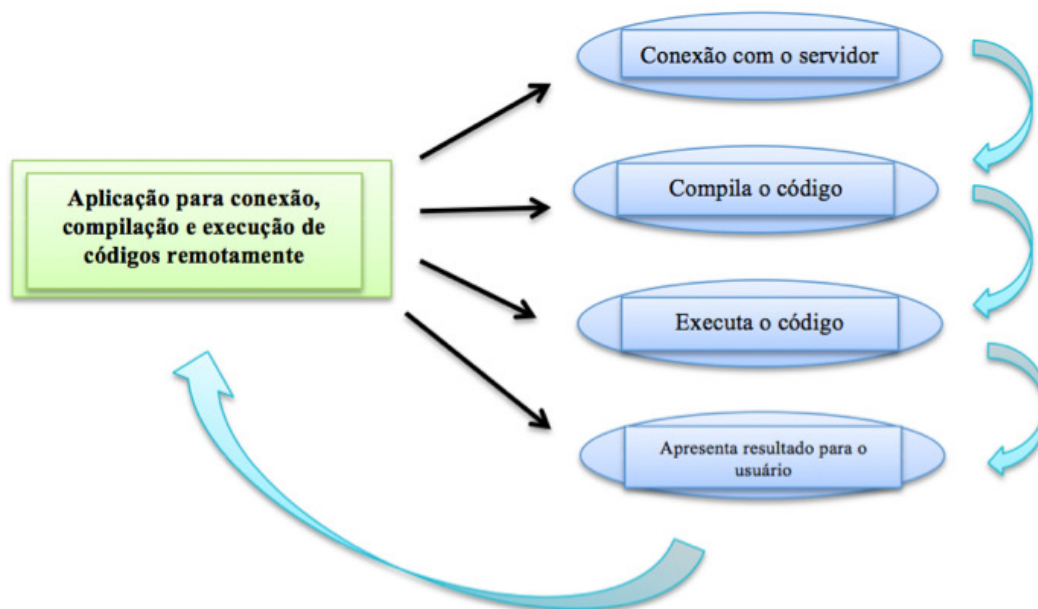 Conexão com o servidor
Aplicação para conexão,
compilação e execução de
códigos remotamente
Compila o código
Executa o código
Apresenta resultado para o
usuário